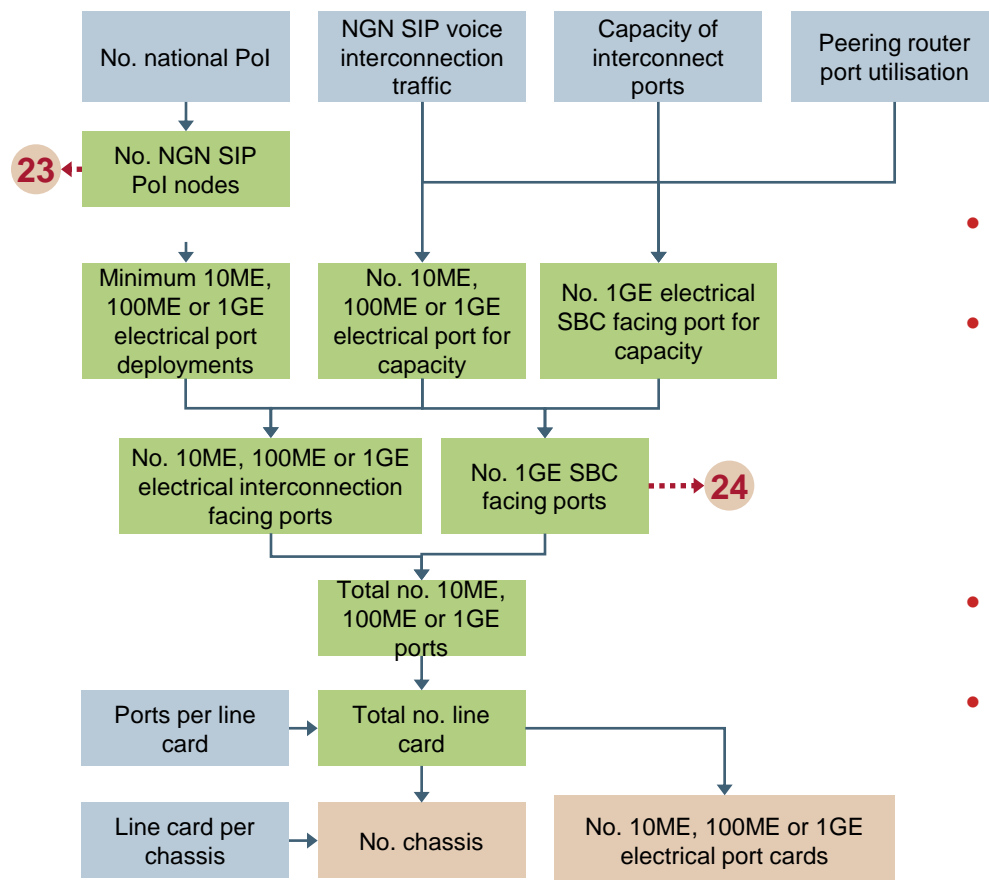 No. national PoI
NGN SIP voice
interconnection
traffic
Capacity of
interconnect
ports
Peering router
port utilisation
23
No. NGN SIP
PoI nodes
Minimum 10ME,
100ME or 1GE
electrical port
deployments
No. 10ME,
100ME or 1GE
electrical port for
capacity
No. 1GE electrical
SBC facing port for
capacity
No. 10ME, 100ME or 1GE
electrical interconnection
facing ports
No. 1GE SBC
facing ports
24
Total no. 10ME,
100ME or 1GE
ports
Ports per line
card
Total no. line
card
Line card per
chassis
No. chassis
No. 10ME, 100ME or 1GE
electrical port cards